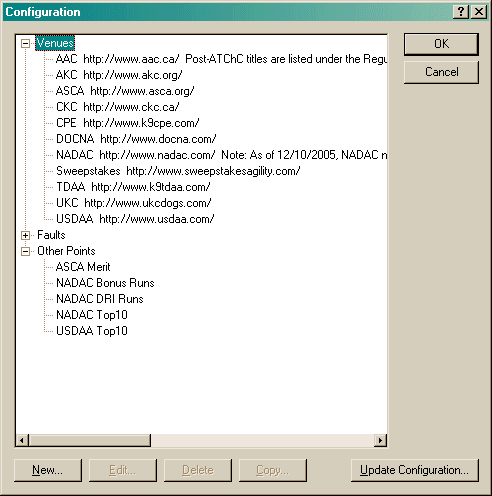 Configuration
Venues
AAC http://www.aac.ca/ Post-AtChC titles are listed under the Regu
AKC http://www.akc.org/
ASCA http://www.asca.org/
CKC http://www.ckc.ca/
CPE http://www.k9cpe.com/
DOCNA http://www.docna.com/
NADAC http://www.nadac.com/ Note: As of 12/10/2005, NADAC n
Sweepstakes http://www.sweepstakesagility.com/
TDAA http://www.k9tdaa.com/
UKC http://www.ukcdogs.com/
USDAA http://www.usdaa.com/
Faults
Other Points
ASCA Merit
NADAC Bonus Runs
NADAC DRI Runs
NADAC Top10
USDAA Top10
OK
Cancel
New...
Edit...
Delete
Copy...
Update Configuration...